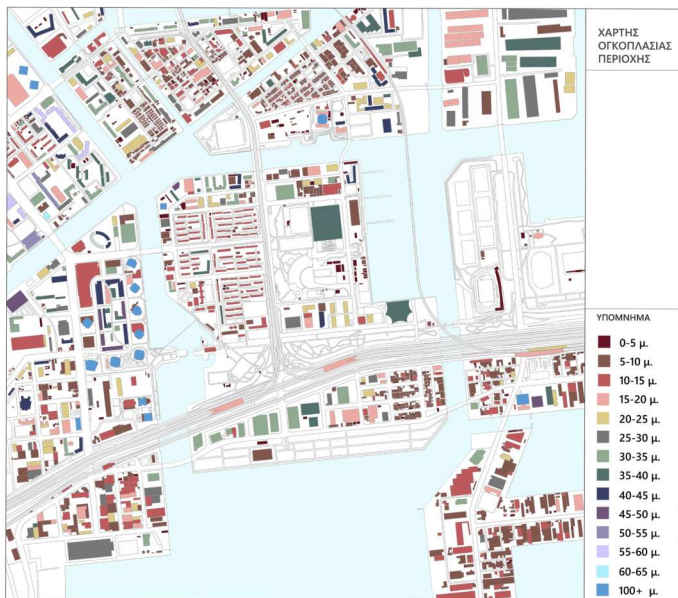 ΧΑΡΤΗΣ
ΟΓΚΟΠΛΑΣΙΑΣ
ΠΕΡΙΟΧΗΣ
ΥΠΟΜΝΗΜΑ
0-5 μ.
5-10 μ.
10-15 μ.
15-20 μ.
20-25 μ.
25-30 μ.
30-35 μ.
35-40 μ.
40-45 μ.
45-50 μ.
50-55 μ.
55-60 μ.
60-65 μ.
100+ μ.